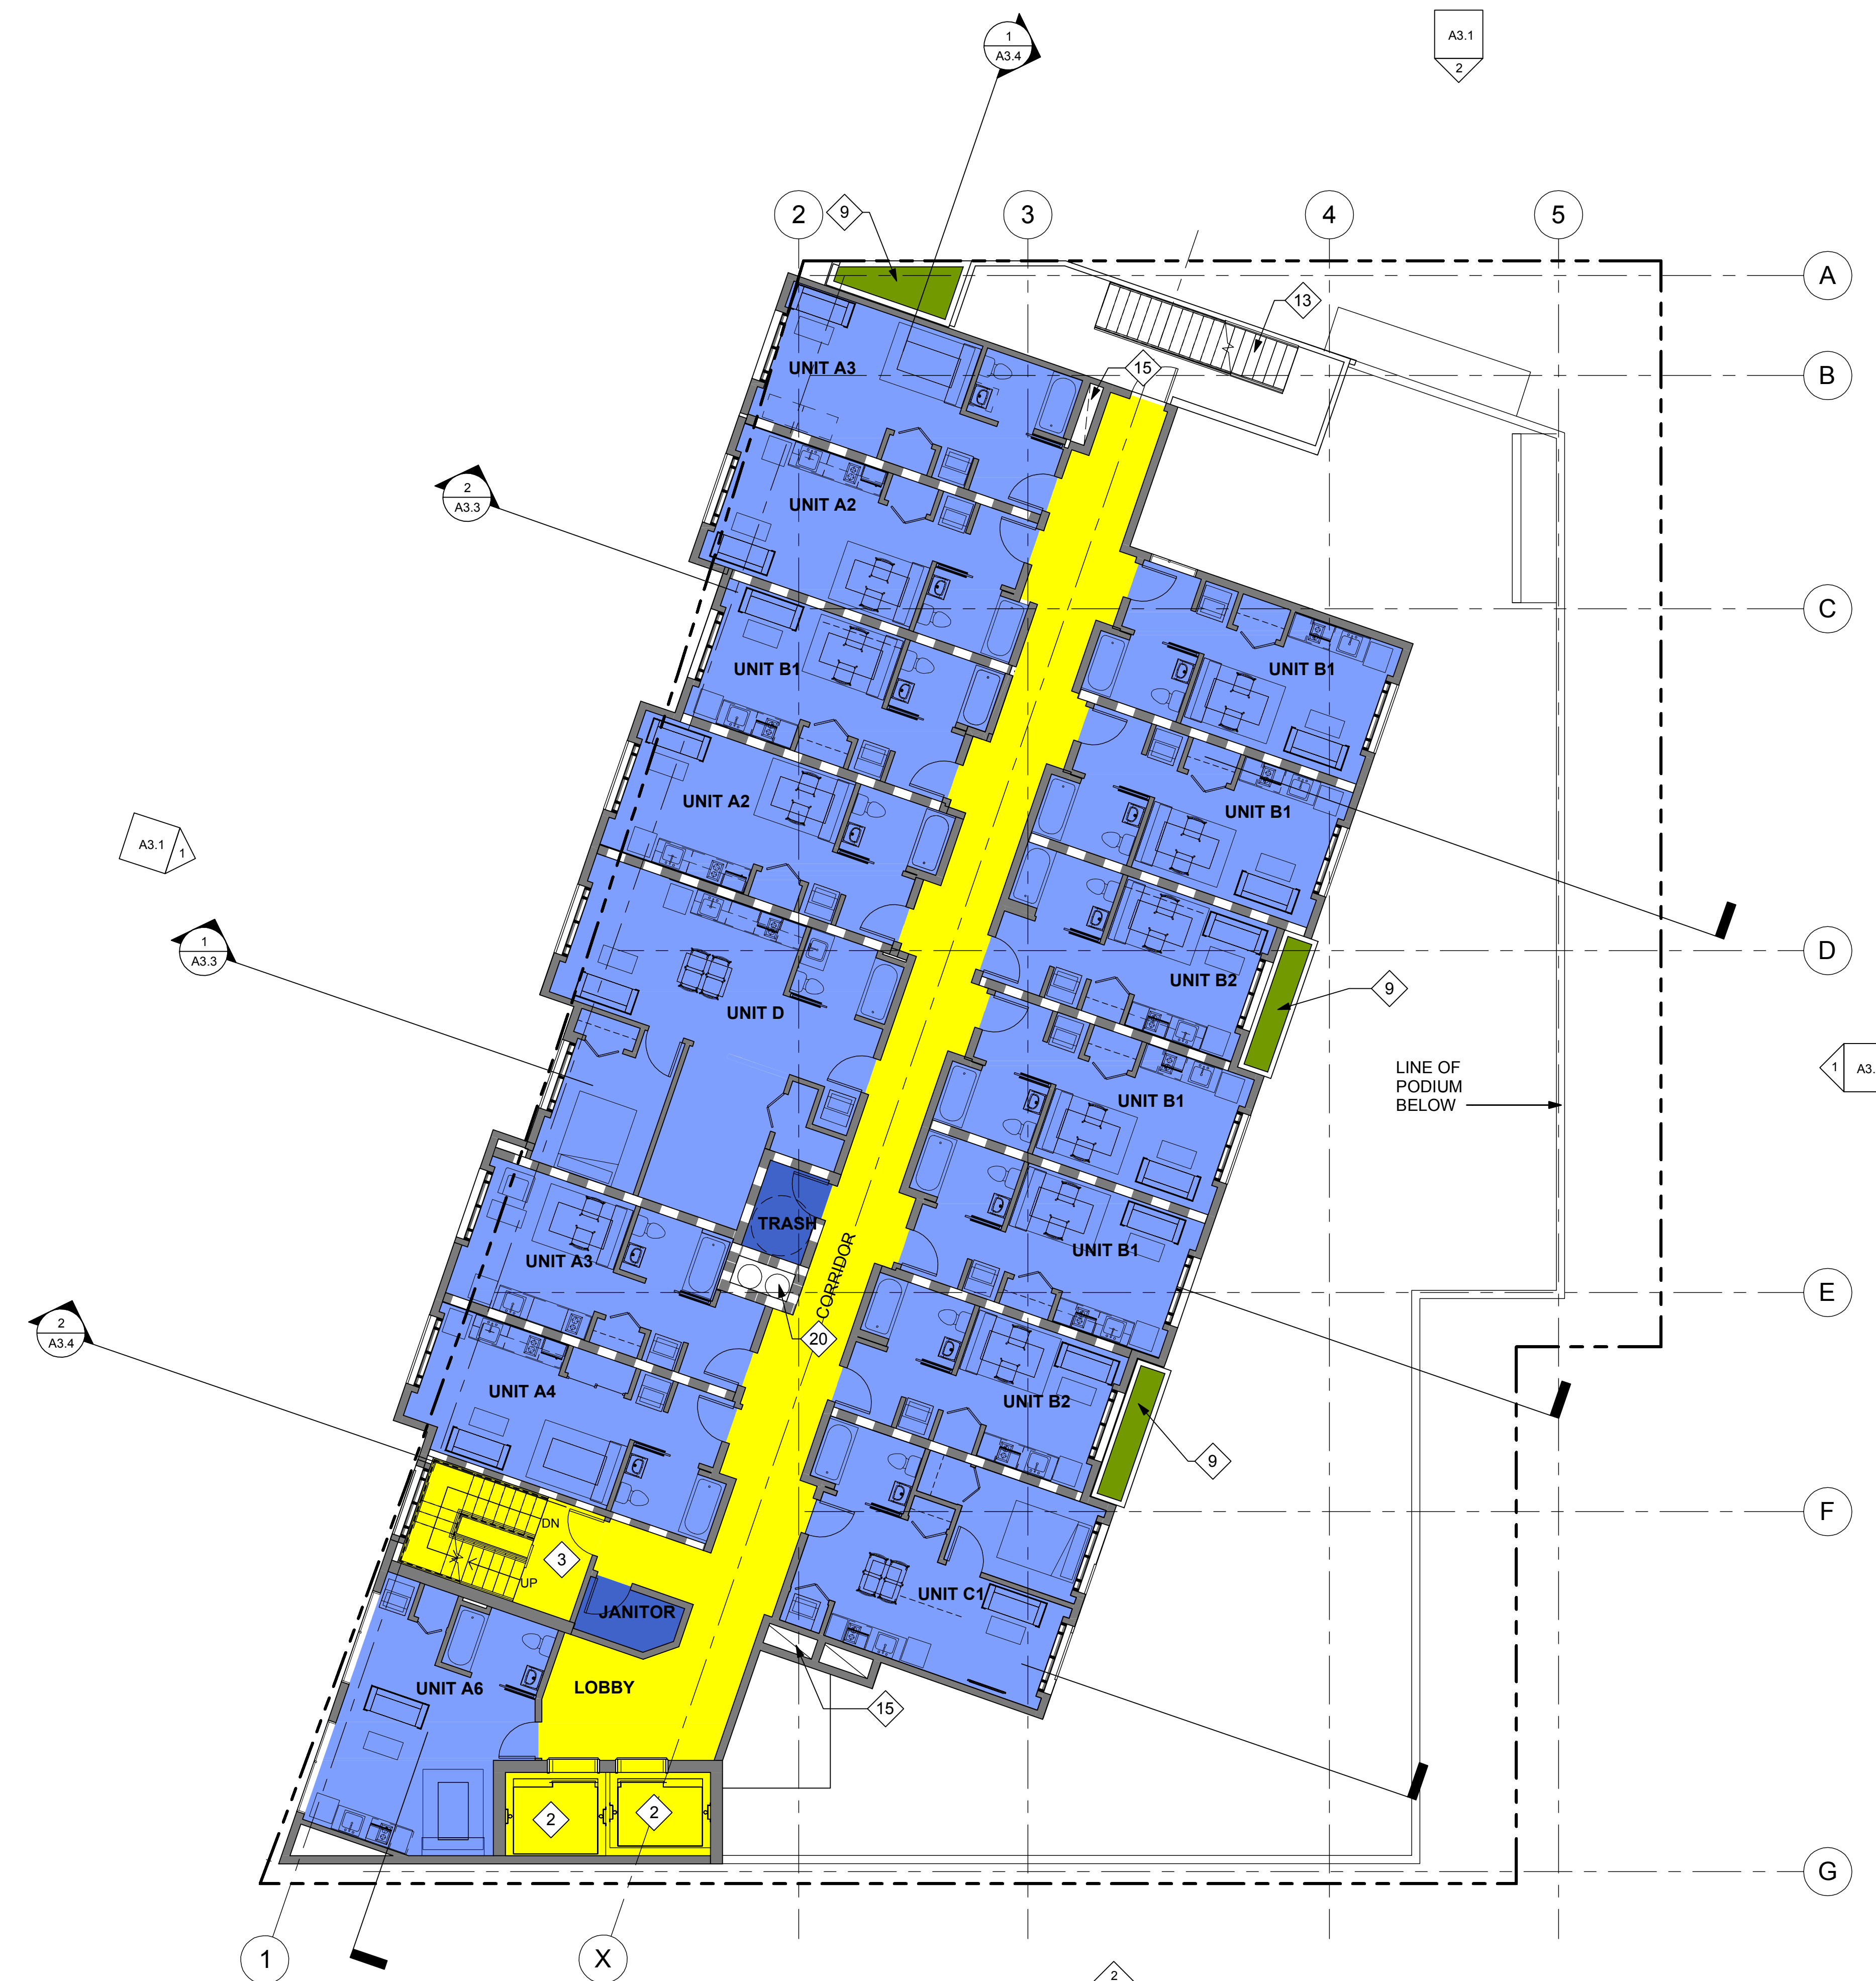 1
A3.4
A3.1
2
2
9
3
4
5
A
13
UNIT A3
15
B
2
A3.3
UNIT A2
C
UNIT B1
UNIT B1
UNIT A2
UNIT B1
A3.1
1
1
A3.3
D
UNIT B2
9
UNIT D
LINE OF
PODIUM
BELOW
1
A3.
UNIT B1
TRASH
UNIT B1
UNIT A3
CORRIDOR
E
2
A3.4
20
UNIT A4
UNIT B2
9
F
DN
3
UP
UNIT C1
JANITOR
UNIT A6
LOBBY
15
2
2
G
1
X
2